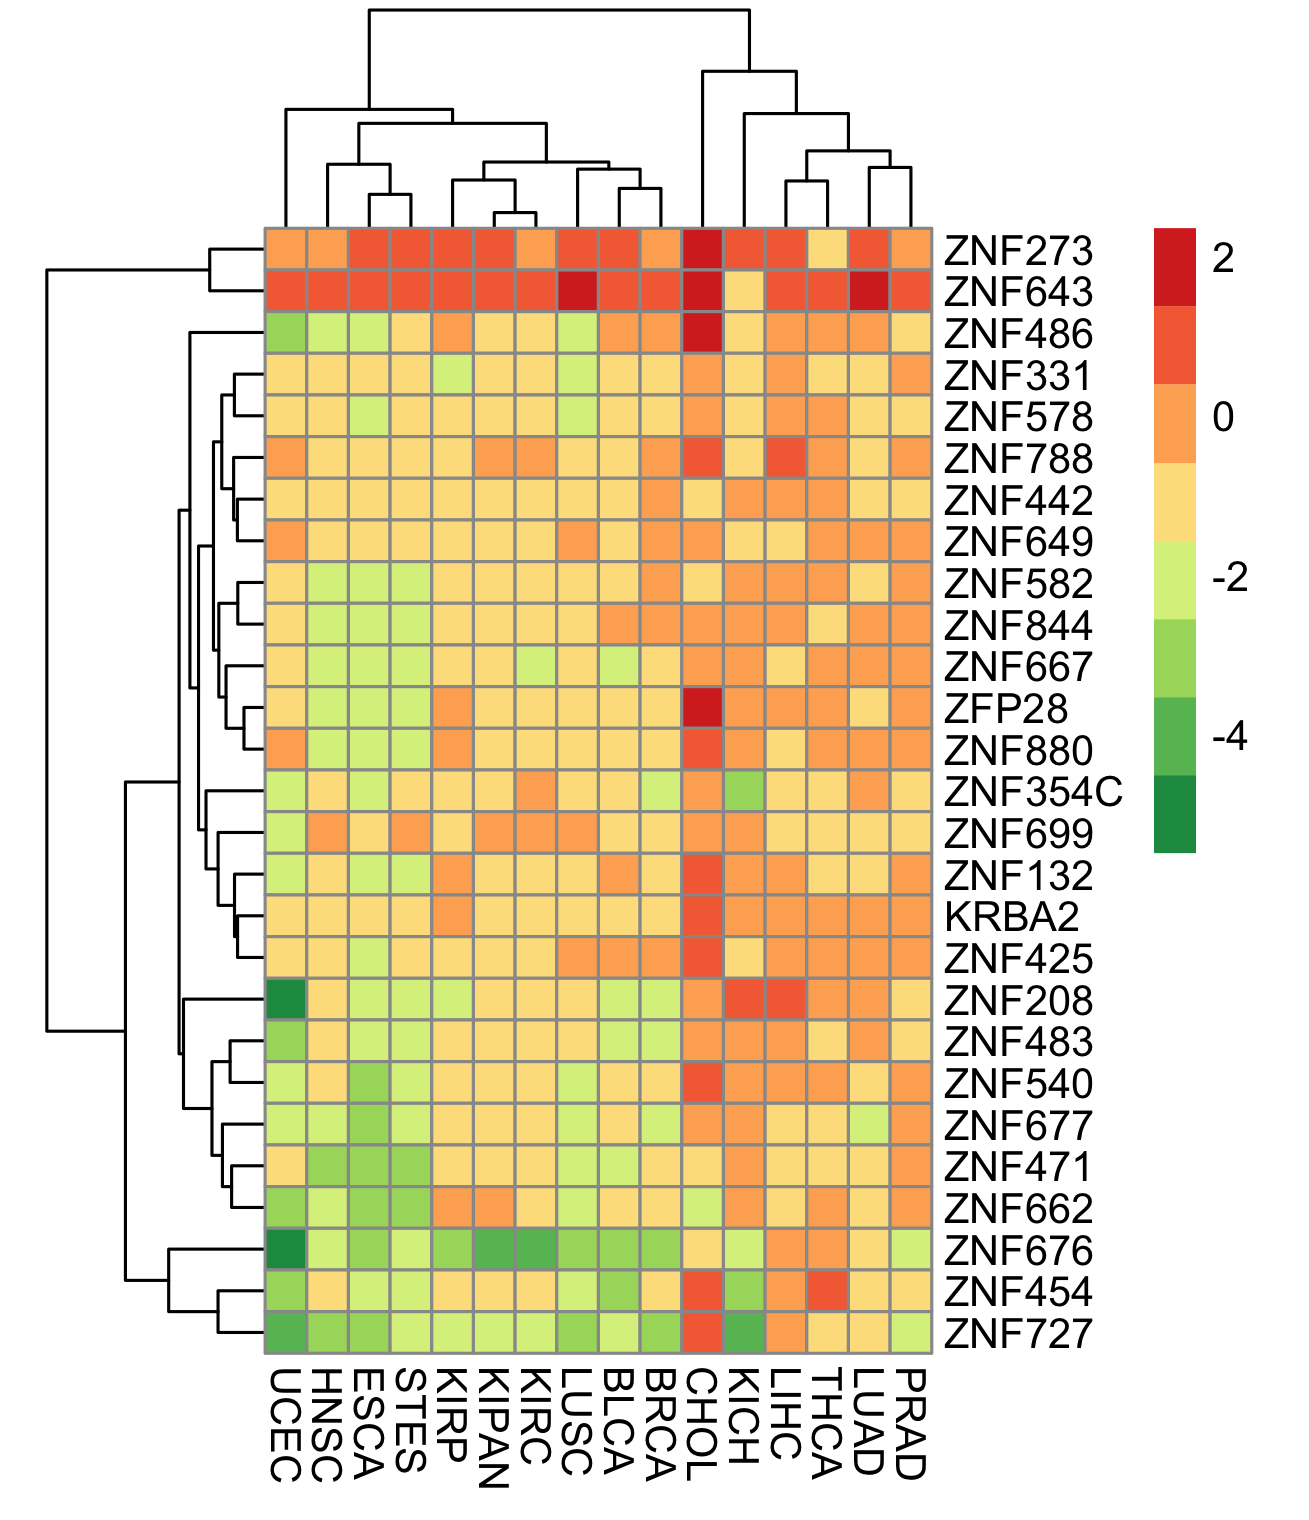 ZNF273
ZNF643
ZNF486
ZNF331
ZNF578
ZNF788
ZNF442
ZNF649
ZNF582
ZNF844
ZNF667
ZFP28
ZNF880
ZNF354C
ZNF699
ZNF132
KRBA2
ZNF425
ZNF208
ZNF483
ZNF540
ZNF677
ZNF471
ZNF662
ZNF676
ZNF454
ZNF727
2
0
-2
-4
UCEC
HNSC
ESCA
STES
KIRP
KIPAN
KIRC
LUSC
BLCA
BRCA
CHOL
KICH
LIHC
THCA
LUAD
PRAD